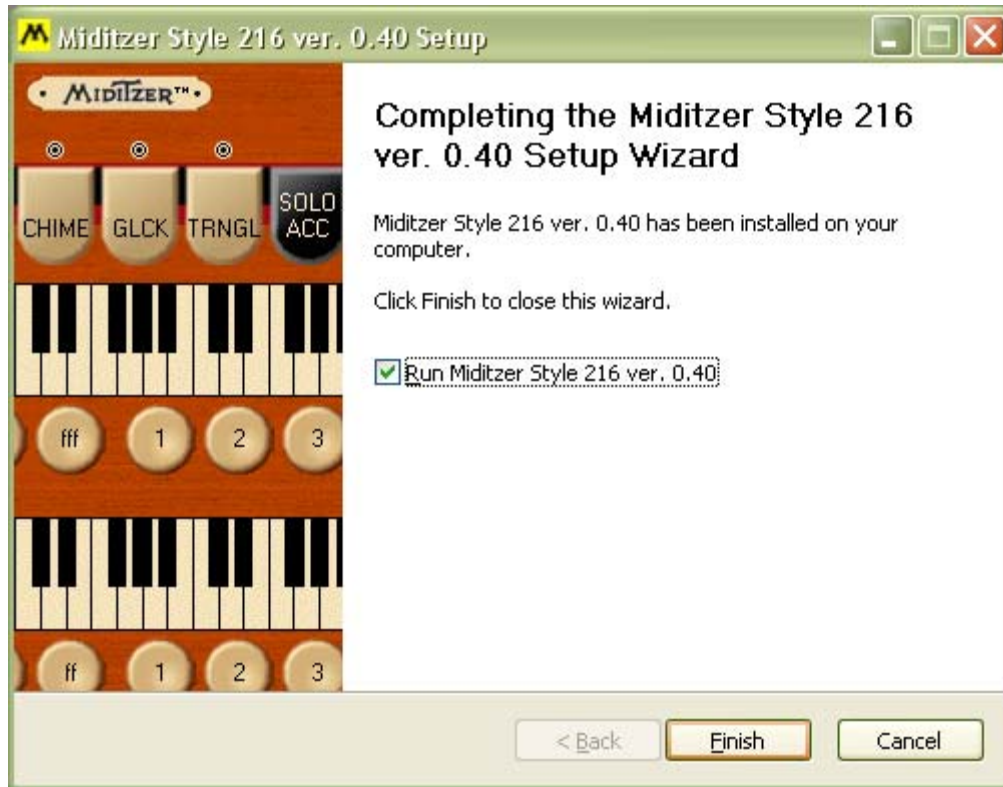 Miditzer Style 216 ver. 0.40 Setup
MIDITZER™
CHIME
GLCK
TRNGL
SOLO
ACC
fff
1
2
3
ff
1
2
3
Completing the Miditzer Style 216
ver. 0.40 Setup Wizard
Miditzer Style 216 ver. 0.40 has been installed on your
computer.
Click Finish to close this wizard.
Run Miditzer Style 216 ver. 0.40
< Back
Finish
Cancel